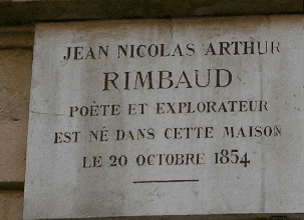 JEAN NICOLAS ARTHUR
RIMBAUD
POÈTE ET EXPLORATEUR
EST NÉ DANS CETTE MAISON
LE 20 OCTOBRE 1854